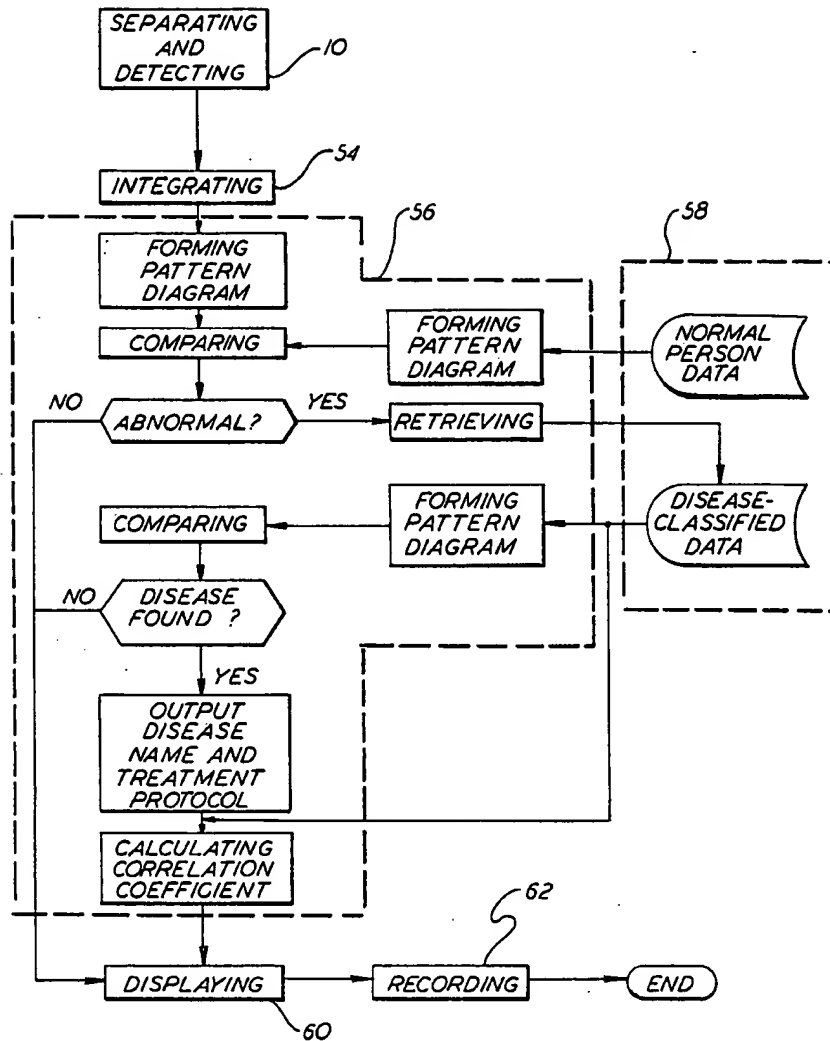 SEPARATING
AND
DETECTING
10
54
INTEGRATING
56
58
FORMING
PATTERN
DIAGRAM
COMPARING
FORMING
PATTERN
DIAGRAM
NORMAL
PERSON
DATA
NO
ABNORMAL?
YES
RETRIEVING
COMPARING
FORMING
PATTERN
DIAGRAM
DISEASE-
CLASSIFIED
DATA
NO
DISEASE
FOUND ?
YES
OUTPUT
DISEASE
NAME AND
TREATMENT
PROTOCOL
CALCULATING
CORRELATION
COEFFICIENT
62
DISPLAYING
RECORDING
END
60